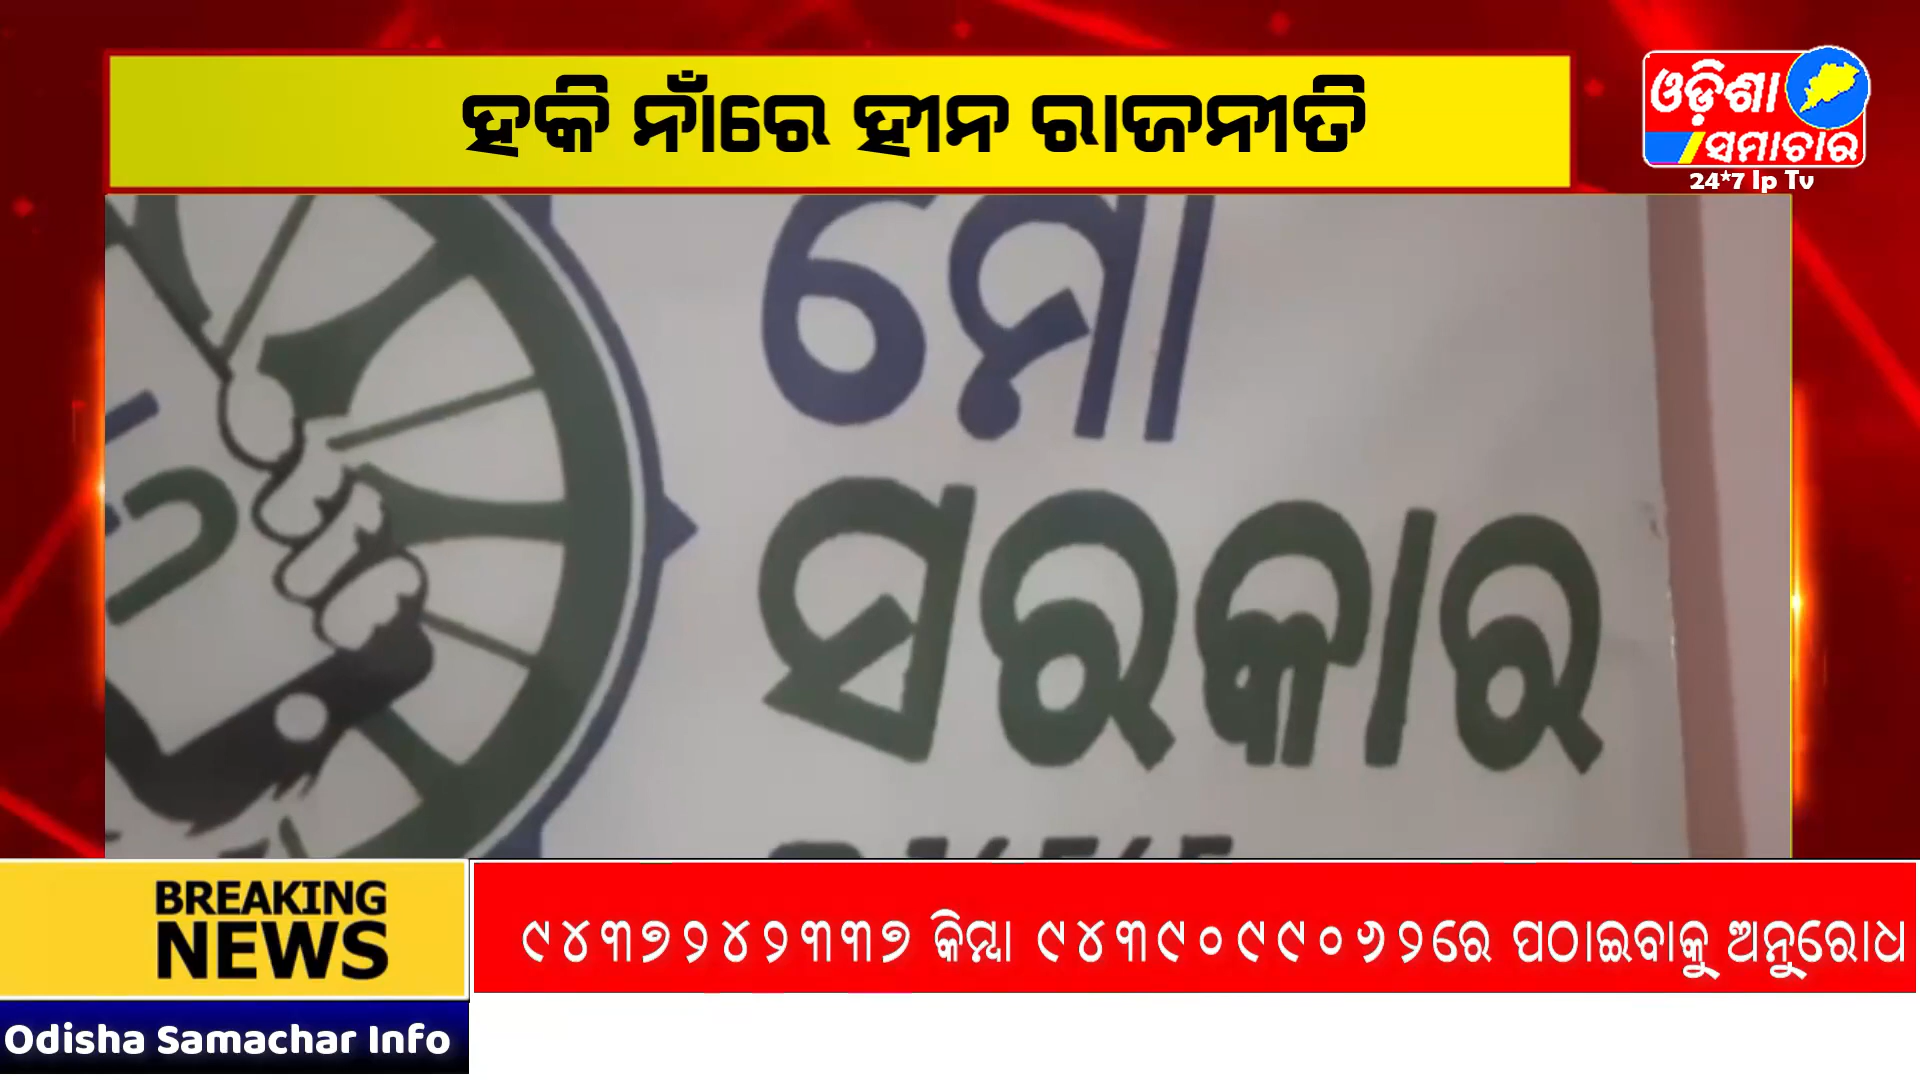 ହକି ନାଁରେ ହୀନ ରାଜନୀତି
ଓଡ଼ିଶା
ସମାଚାର
24*7 Ip Tv
ମୋ
ସରକାର
BREAKING
NEWS
୯୪୩୭୨୪୨୩୩୭ କିମ୍ବା ୯୪୩୯୦୯୯୦୬୨ରେ ପଠାଇବାକୁ ଅନୁରୋଧ
Odisha Samachar Info